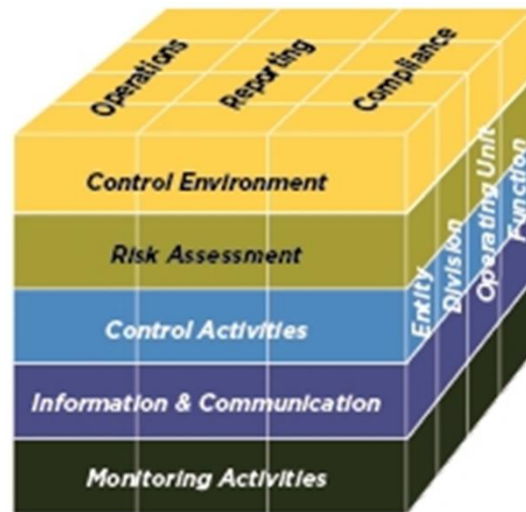 Operations
Reporting
Compliance
Control Environment
Risk Assessment
Control Activities
Information & Communication
Monitoring Activities
Entity
Division
Operating Unit
Function